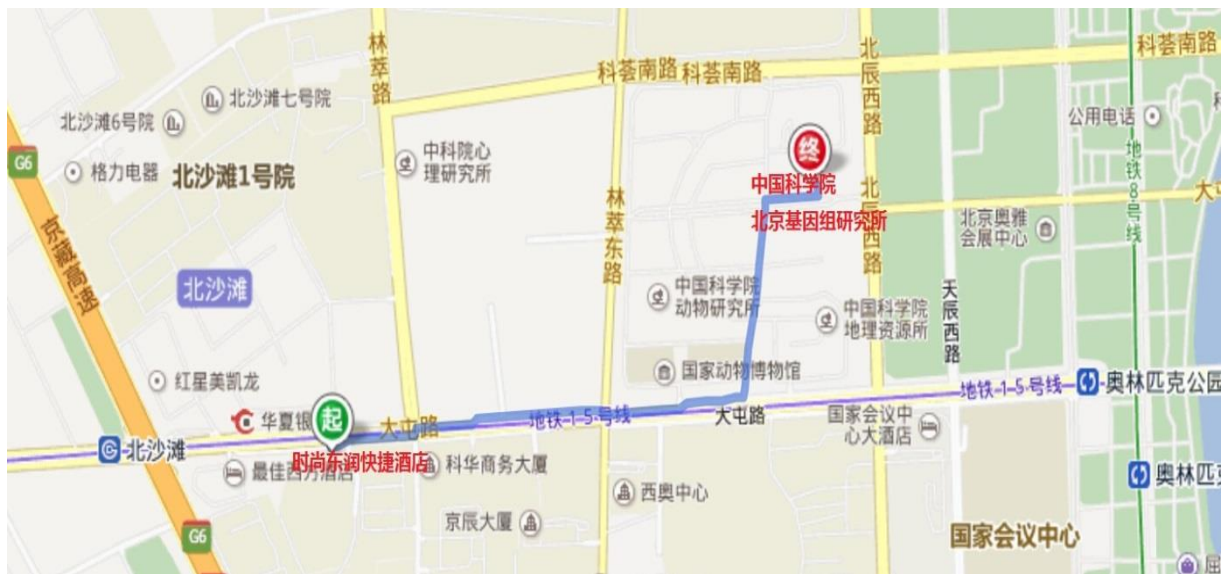 林萃路
科荟南路
科荟南路
北辰西路
科荟南路
北沙滩七号院
北沙滩6号院
公用电话
G6
格力电器
北沙滩1号院
中科院心
理研究所
终
中国科学院
北京基因组研究所
地铁8号线
林萃东路
北辰西路
北京奥雅
会展中心
京藏高速
北沙滩
中国科学院
动物研究所
中国科学院
地理资源所
天辰西路
红星美凯龙
国家动物博物馆
地铁15号线
奥林匹克公园
华夏银
起
大屯路
地铁15号线
大屯路
国家会议中
心大酒店
北沙滩
时尚东润快捷酒店
科华商务大厦
奥林匹
西奥中心
京辰大厦
G6
国家会议中心
屈